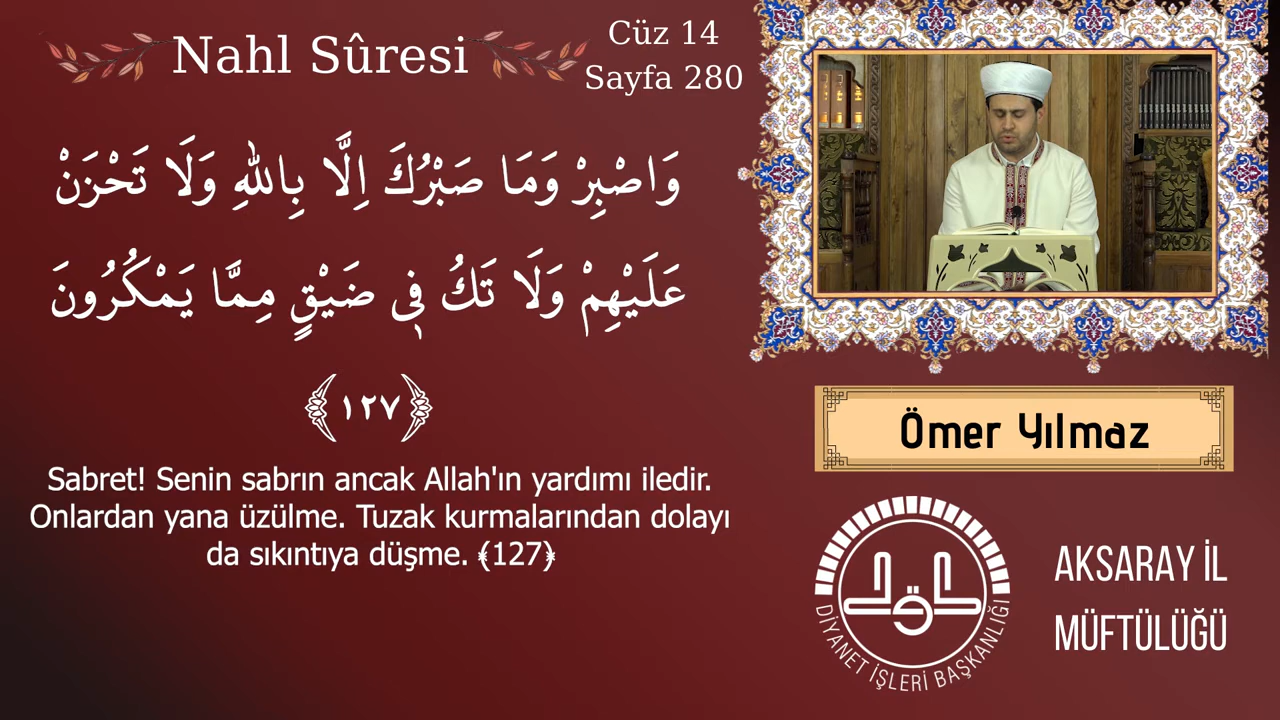 Nahl Sûresi
Cüz 14
Sayfa 280
وَاصْبِرْ وَمَا صَبْرُكَ اِلَّا بِاللّٰهِ وَلَا تَحْزَنْ
عَلَيْهِمْ وَلَا تَكُ ف۪ي ضَيْقٍ مِمَّا يَمْكُرُونَ
﴿١٢٧﴾
Sabret! Senin sabrın ancak Allah'ın yardımı iledir.
Onlardan yana üzülme. Tuzak kurmalarından dolayı
da sıkıntıya düşme. ﴾127﴿
Ömer Yılmaz
DİYANET İŞLERİ BAŞKANLIĞI
AKSARAY İL
MÜFTÜLÜĞÜ